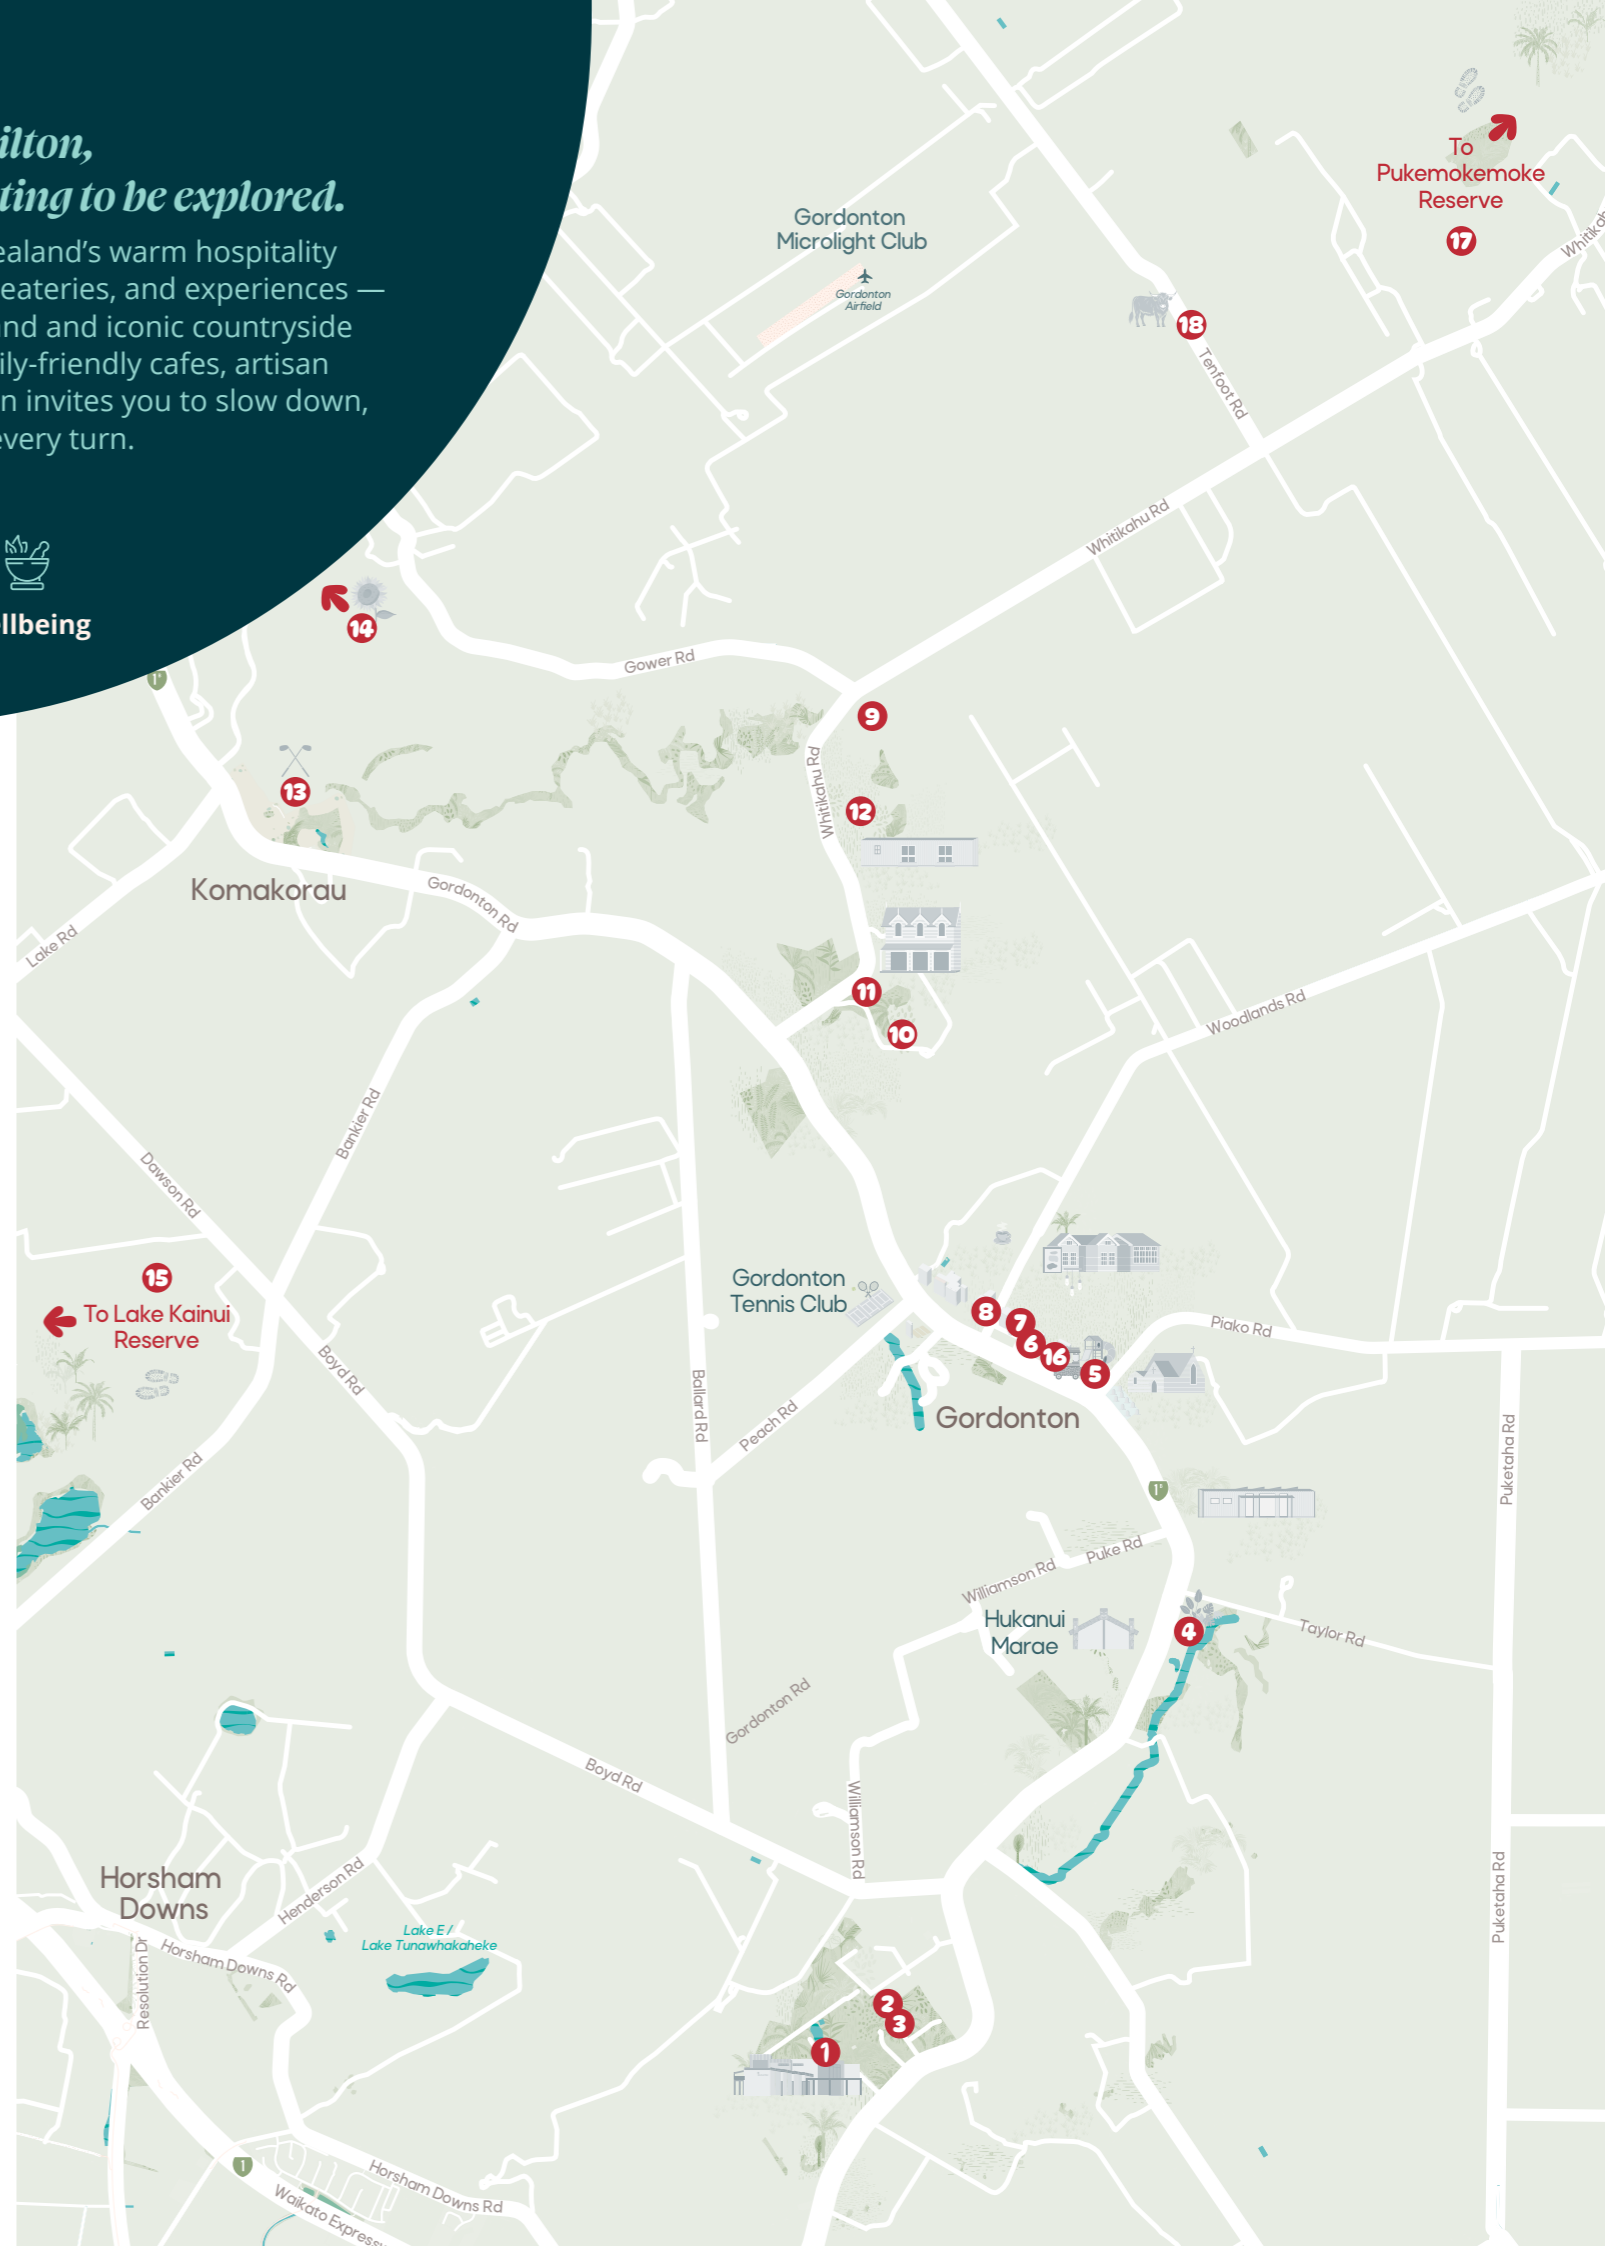 ilton,
ting to be explored.
ealand's warm hospitality
eateries, and experiences —
nd and iconic countryside
ily-friendly cafes, artisan
n invites you to slow down,
every turn.
llbeing
To
Pukemokemoke
Reserve
17
Whitikah
Gordonton
Microlight Club
Gordonton
Airfield
18
Tenfoot Rd
Whitikahu Rd
14
Gower Rd
1
9
13
Whitikahu Rd
12
Komakorau
Gordonton Rd
Lake Rd
11
10
Woodlands Rd
Bankier Rd
Dawson Rd
15
To Lake Kainui
Reserve
Gordonton
Tennis Club
8
7
6
16
5
Piako Rd
Boyd Rd
Ballard Rd
Peach Rd
Gordonton
Puketaha Rd
Bankier Rd
1
Puke Rd
Williamson Rd
Hukanui
Marae
4
Taylor Rd
Gordonton Rd
Boyd Rd
Williamson Rd
Horsham
Downs
Henderson Rd
Puketaha Rd
Lake E /
Lake Tunawhakaheke
Resolution Dr
Horsham Downs Rd
2
3
1
1
Horsham Downs Rd
Waikato Express